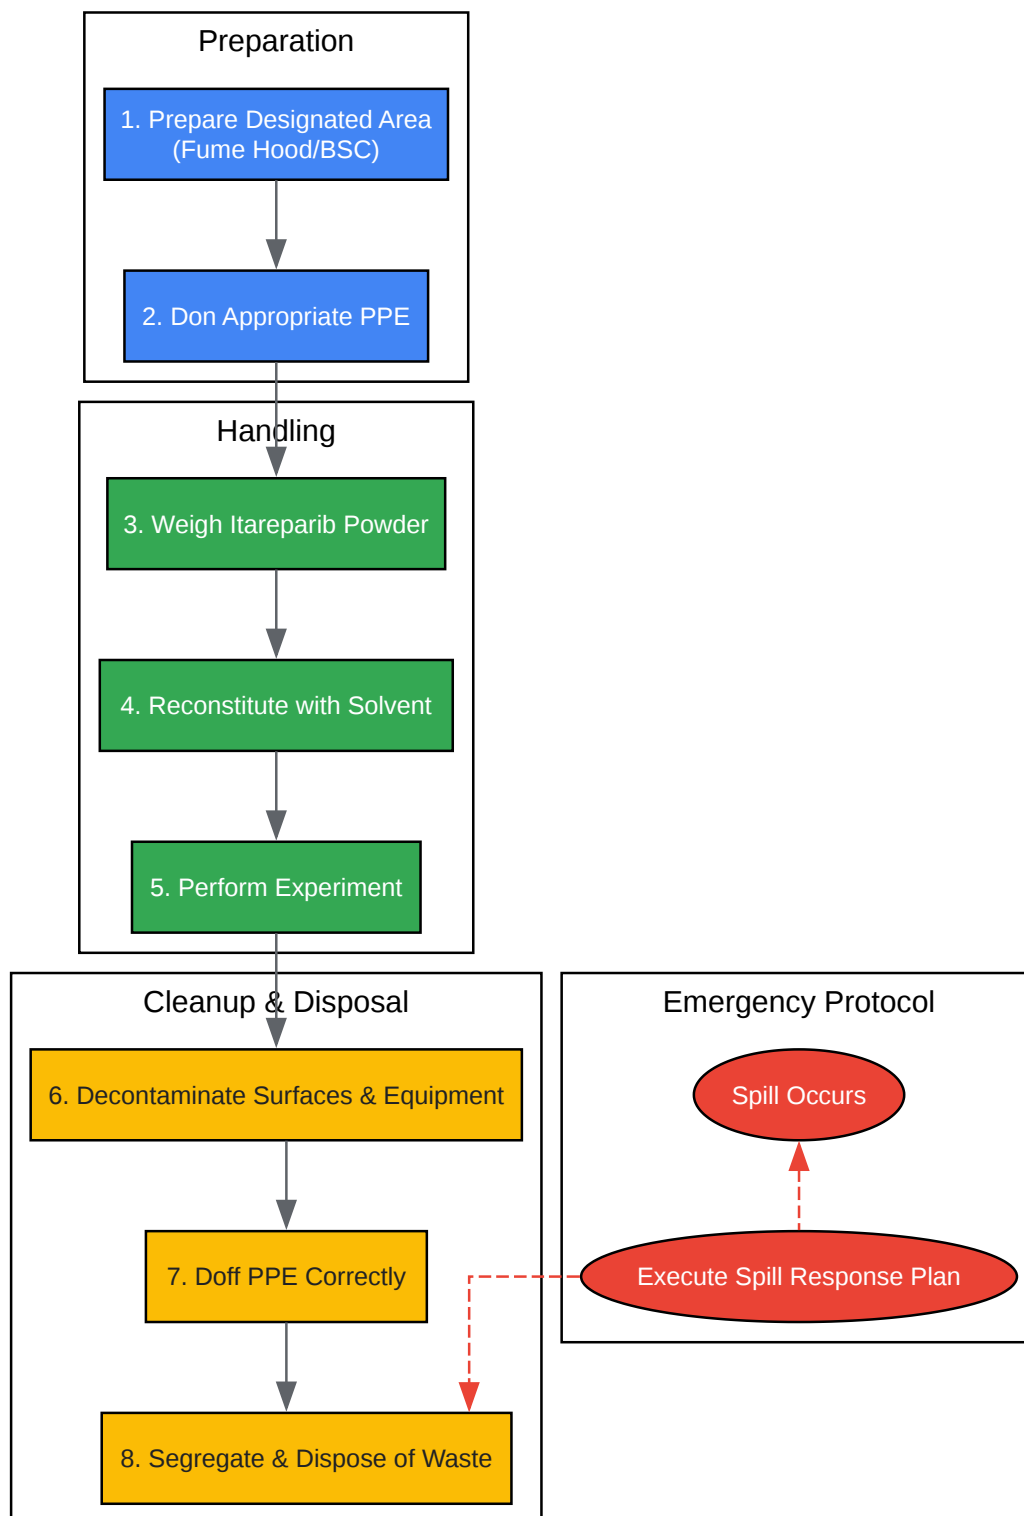 Preparation
1. Prepare Designated Area
(Fume Hood/BSC)
2. Don Appropriate PPE
Handling
3. Weigh Itareparib Powder
4. Reconstitute with Solvent
5. Perform Experiment
Cleanup & Disposal
6. Decontaminate Surfaces & Equipment
7. Doff PPE Correctly
8. Segregate & Dispose of Waste
Emergency Protocol
Spill Occurs
Execute Spill Response Plan